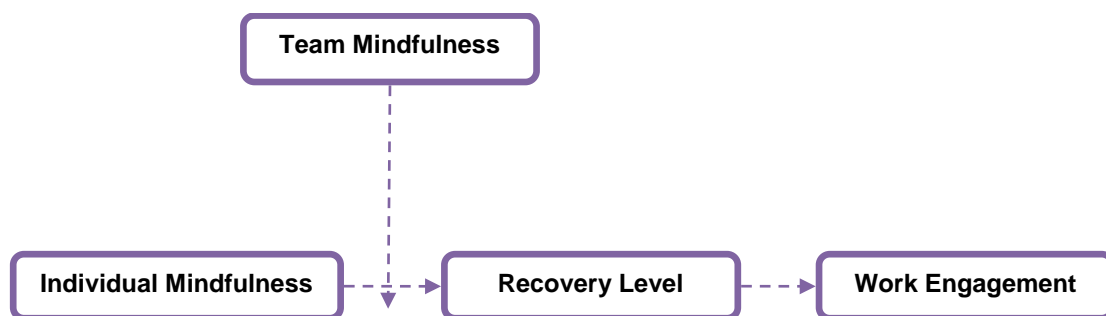 Team Mindfulness
Individual Mindfulness
Recovery Level
Work Engagement